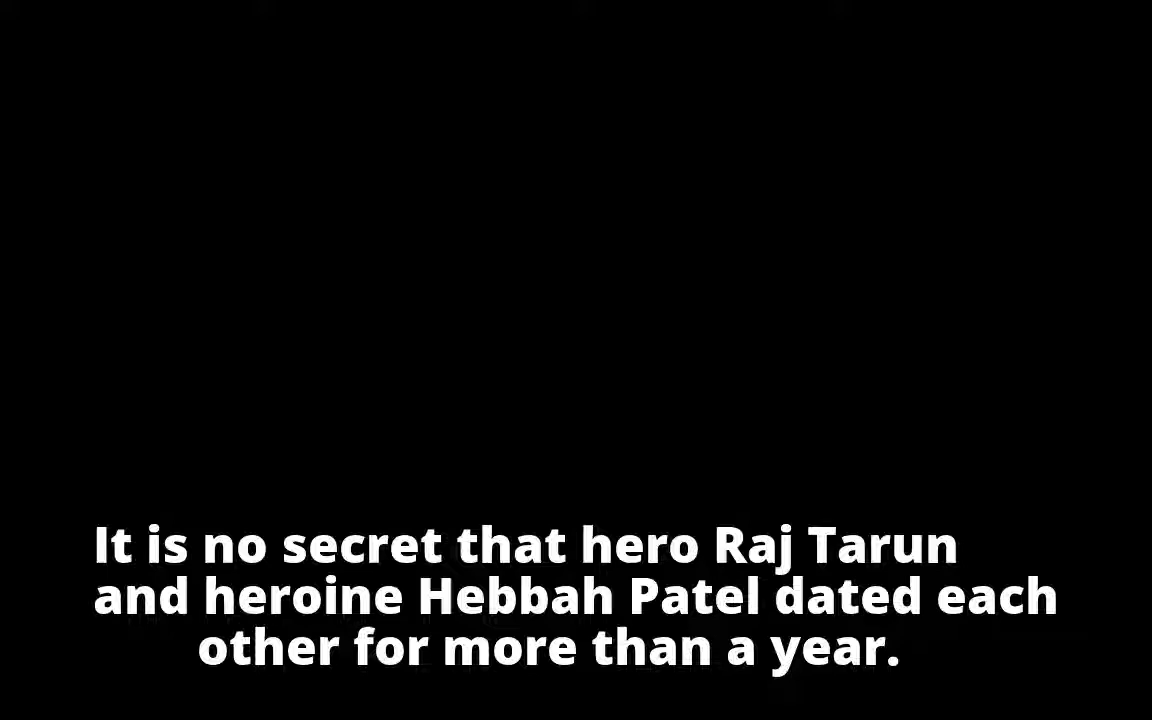 It is no secret that hero Raj Tarun
and heroine Hebbah Patel dated each
other for more than a year.